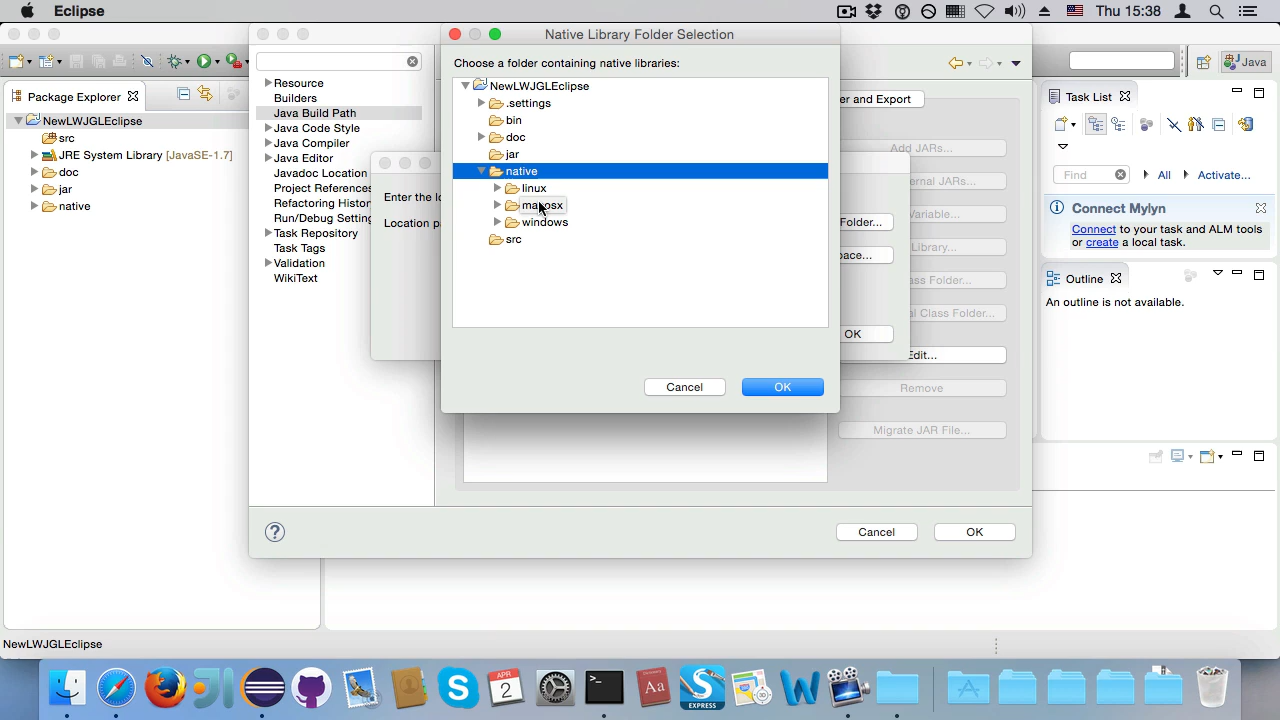 Eclipse
Thu 15:38
Native Library Folder Selection
Choose a folder containing native libraries:
NewLWJGLEclipse
.settings
bin
doc
jar
native
linux
macosx
windows
src
Cancel
OK
Package Explorer
NewLWJGLEclipse
src
JRE System Library [JavaSE-1.7]
doc
jar
native
Resource
Builders
Java Build Path
Java Code Style
Java Compiler
Java Editor
Javadoc Location
Project References
Refactoring History
Run/Debug Setting
Task Repository
Task Tags
Validation
WikiText
Enter the lo
Location p
Folder...
pace...
OK
er and Export
Add JARs...
ernal JARs...
Variable...
Library...
ass Folder...
al Class Folder...
Edit...
Remove
Migrate JAR File...
Cancel
OK
Java
Task List
Find
All
Activate...
Connect Mylyn
Connect to your task and ALM tools
or create a local task.
Outline
An outline is not available.
NewLWJGLEclipse
APR
2
Aa
S
EXPRESS
W